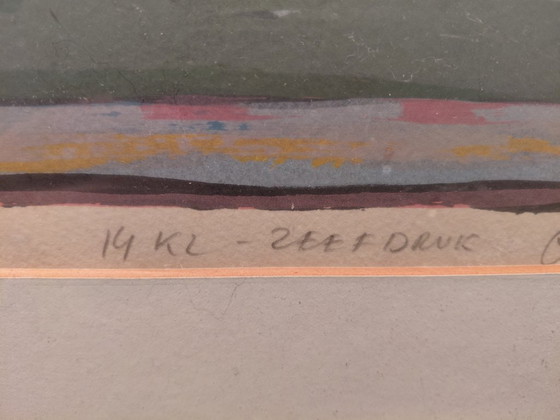 14 KL - ZEEFDRUK (